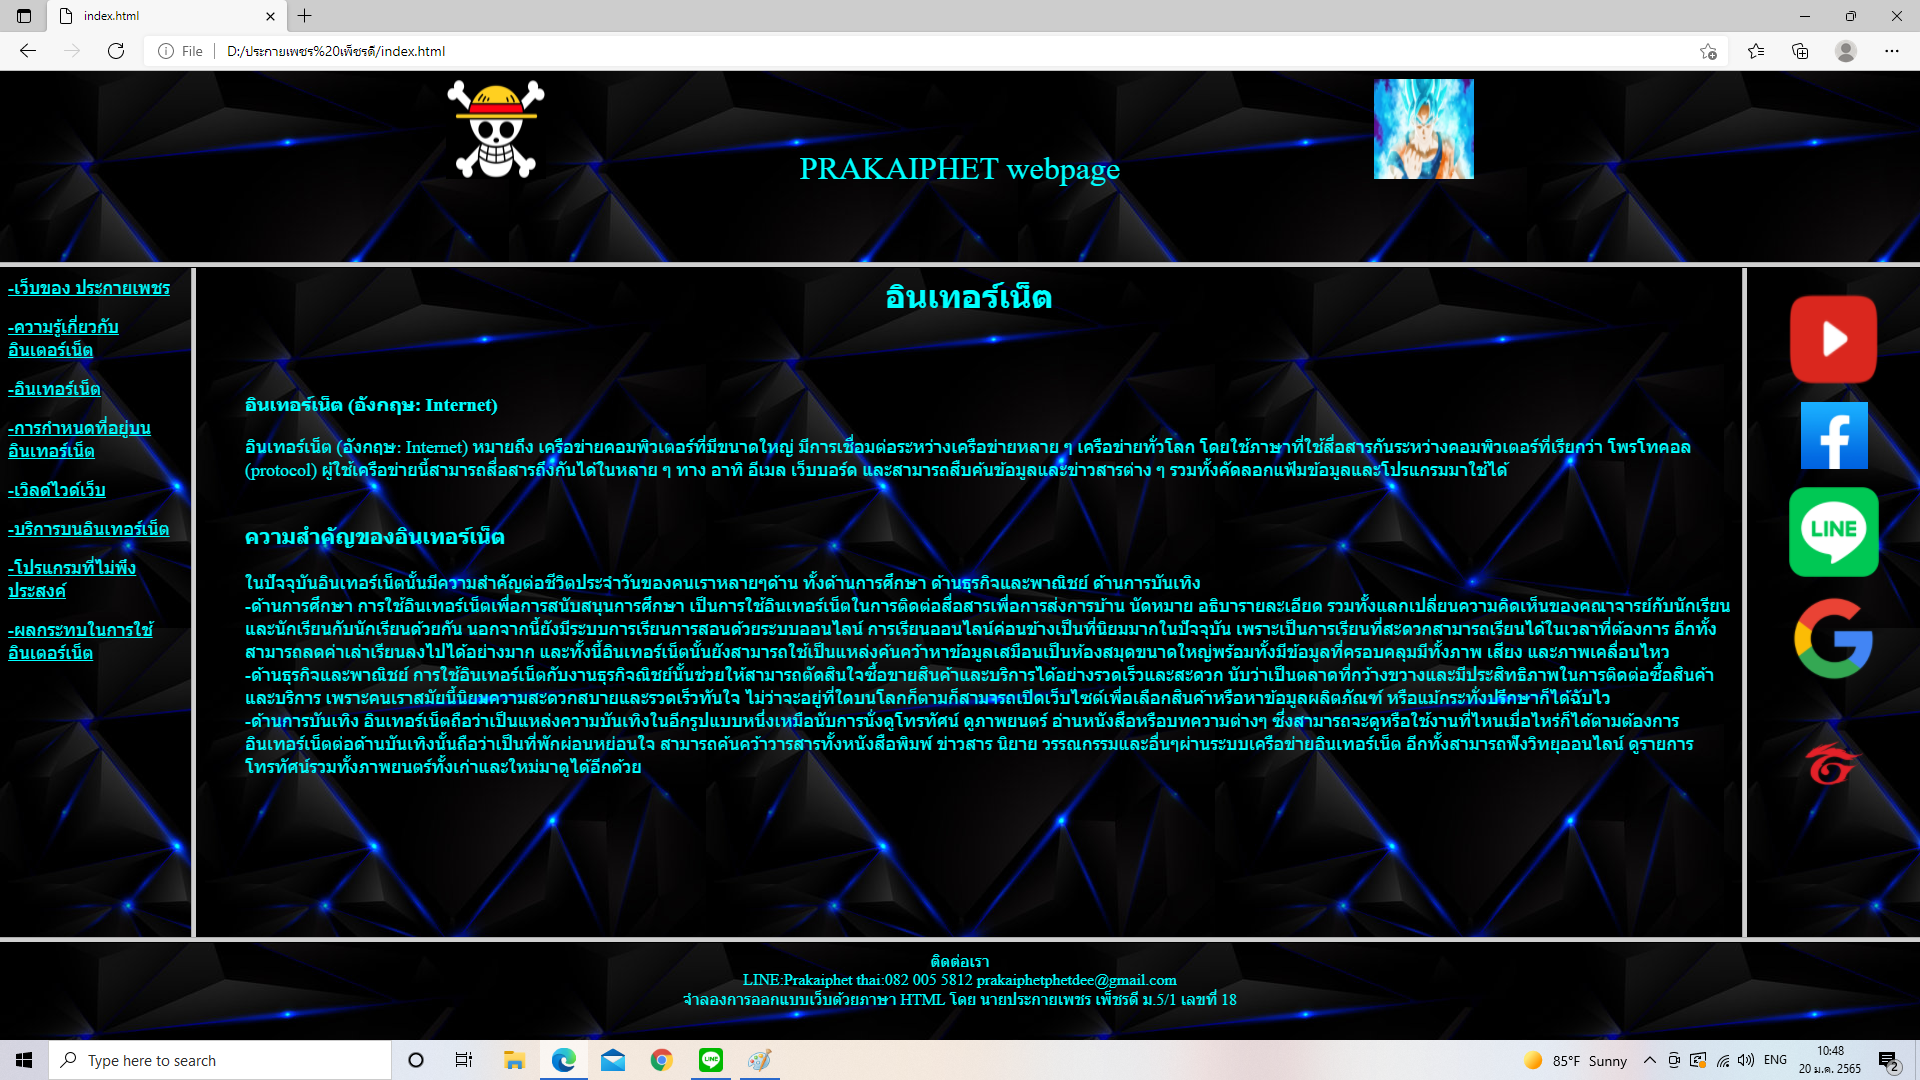 index.html
File
D:/ประกายเพชร%20เพ็ชรดี/index.html
PRAKAIPHET webpage
-เว็บของ ประกายเพชร
-ความรู้เกี่ยวกับ
อินเตอร์เน็ต
-อินเทอร์เน็ต
-การกำหนดที่อยู่บน
อินเทอร์เน็ต
-เวิลด์ไวด์เว็บ
-บริการบนอินเทอร์เน็ต
-โปรแกรมที่ไม่พึง
ประสงค์
-ผลกระทบในการใช้
อินเตอร์เน็ต
อินเทอร์เน็ต
อินเทอร์เน็ต (อังกฤษ: Internet)
อินเทอร์เน็ต (อังกฤษ: Internet) หมายถึง เครือข่ายคอมพิวเตอร์ที่มีขนาดใหญ่ มีการเชื่อมต่อระหว่างเครือข่ายหลาย ๆ เครือข่ายทั่วโลก โดยใช้ภาษาที่ใช้สื่อสารกันระหว่างคอมพิวเตอร์ที่เรียกว่า โพรโทคอล
(protocol) ผู้ใช้เครือข่ายนี้สามารถสื่อสารถึงกันได้ในหลาย ๆ ทาง อาทิ อีเมล เว็บบอร์ด และสามารถสืบค้นข้อมูลและข่าวสารต่าง ๆ รวมทั้งคัดลอกแฟ้มข้อมูลและโปรแกรมมาใช้ได้
ความสำคัญของอินเทอร์เน็ต
ในปัจจุบันอินเทอร์เน็ตนั้นมีความสำคัญต่อชีวิตประจำวันของคนเราหลายๆด้าน ทั้งด้านการศึกษา ด้านธุรกิจและพาณิชย์ ด้านการบันเทิง
-ด้านการศึกษา การใช้อินเทอร์เน็ตเพื่อการสนับสนุนการศึกษา เป็นการใช้อินเทอร์เน็ตในการติดต่อสื่อสารเพื่อการส่งการบ้าน นัดหมาย อธิบารายละเอียด รวมทั้งแลกเปลี่ยนความคิดเห็นของคณาจารย์กับนักเรียน
และนักเรียนกับนักเรียนด้วยกัน นอกจากนี้ยังมีระบบการเรียนการสอนด้วยระบบออนไลน์ การเรียนออนไลน์ค่อนข้างเป็นที่นิยมมากในปัจจุบัน เพราะเป็นการเรียนที่สะดวกสามารถเรียนได้ในเวลาที่ต้องการ อีกทั้ง
สามารถลดค่าเล่าเรียนลงไปได้อย่างมาก และทั้งนี้อินเทอร์เน็ตนั้นยังสามารถใช้เป็นแหล่งค้นคว้าหาข้อมูลเสมือนเป็นห้องสมุดขนาดใหญ่พร้อมทั้งมีข้อมูลที่ครอบคลุมมีทั้งภาพ เสียง และภาพเคลื่อนไหว
-ด้านธุรกิจและพาณิชย์ การใช้อินเทอร์เน็ตกับงานธุรกิจณิชย์นั้นช่วยให้สามารถตัดสินใจซื้อขายสินค้าและบริการได้อย่างรวดเร็วและสะดวก นับว่าเป็นตลาดที่กว้างขวางและมีประสิทธิภาพในการติดต่อซื้อสินค้า
และบริการ เพราะคนเราสมัยนี้นิยมความสะดวกสบายและรวดเร็วทันใจ ไม่ว่าจะอยู่ที่ใดบนโลกก็ตามก็สามารถเปิดเว็บไซต์เพื่อเลือกสินค้าหรือหาข้อมูลผลิตภัณฑ์ หรือแม้กระทั่งปรึกษาก็ได้ฉับไว
-ด้านการบันเทิง อินเทอร์เน็ตถือว่าเป็นแหล่งความบันเทิงในอีกรูปแบบหนึ่งเหมือนับการนั่งดูโทรทัศน์ ดูภาพยนตร์ อ่านหนังสือหรือบทความต่างๆ ซึ่งสามารถจะดูหรือใช้งานที่ไหนเมื่อไหร่ก็ได้ตามต้องการ
อินเทอร์เน็ตต่อด้านบันเทิงนั้นถือว่าเป็นที่พักผ่อนหย่อนใจ สามารถค้นคว้าวารสารทั้งหนังสือพิมพ์ ข่าวสาร นิยาย วรรณกรรมและอื่นๆผ่านระบบเครือข่ายอินเทอร์เน็ต อีกทั้งสามารถฟังวิทยุออนไลน์ ดูรายการ
โทรทัศน์รวมทั้งภาพยนตร์ทั้งเก่าและใหม่มาดูได้อีกด้วย
LINE
ติดต่อเรา
LINE:Prakaiphet thai:082 005 5812 prakaiphetphetdee@gmail.com
จำลองการออกแบบเว็บด้วยภาษา HTML โดย นายประกายเพชร เพ็ชรดี ม.5/1 เลขที่ 18
Type here to search
85°F Sunny
ENG
10:48
20 ม.ค. 2565
2